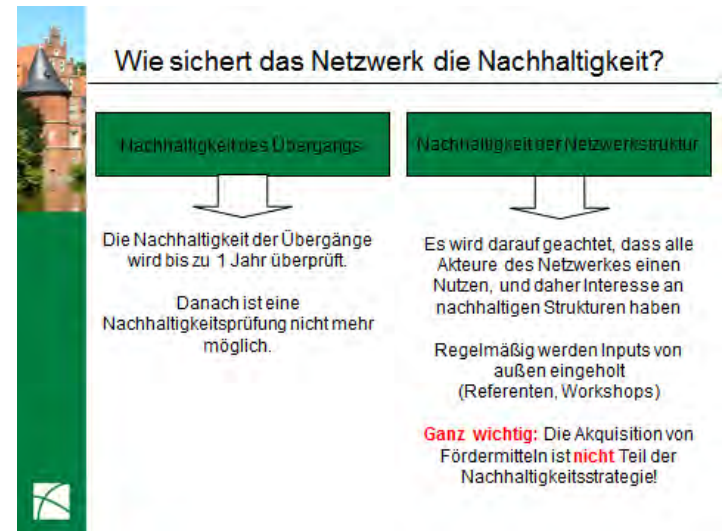 Wie sichert das Netzwerk die Nachhaltigkeit?
Nachhaltigkeit des Übergangs
Die Nachhaltigkeit der Übergänge
wird bis zu 1 Jahr überprüft.
Danach ist eine
Nachhaltigkeitsprüfung nicht mehr
möglich.
Nachhaltigkeit der Netzwerkstruktur
Es wird darauf geachtet, dass alle
Akteure des Netzwerkes einen
Nutzen, und daher Interesse an
nachhaltigen Strukturen haben
Regelmäßig werden Inputs von
außen eingeholt
(Referenten, Workshops)
Ganz wichtig: Die Akquisition von
Fördermitteln ist nicht Teil der
Nachhaltigkeitsstrategie!